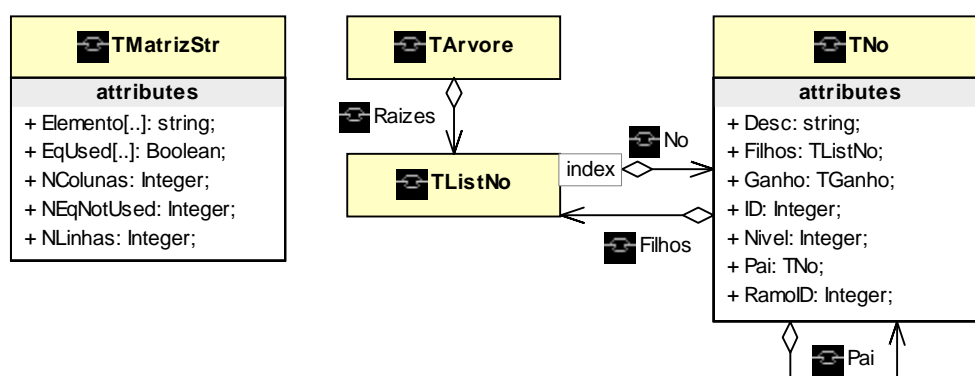 TMatrizStr
attributes
+ Elemento[..]: string;
+ EqUsed[..]: Boolean;
+ NColunas: Integer;
+ NEqNotUsed: Integer;
+ NLinhas: Integer;
TArvore
Raizes
TListNo
index
No
Filhos
TNo
attributes
+ Desc: string;
+ Filhos: TListNo;
+ Ganho: TGanho;
+ ID: Integer;
+ Nivel: Integer;
+ Pai: TNo;
+ RamoID: Integer;
Pai